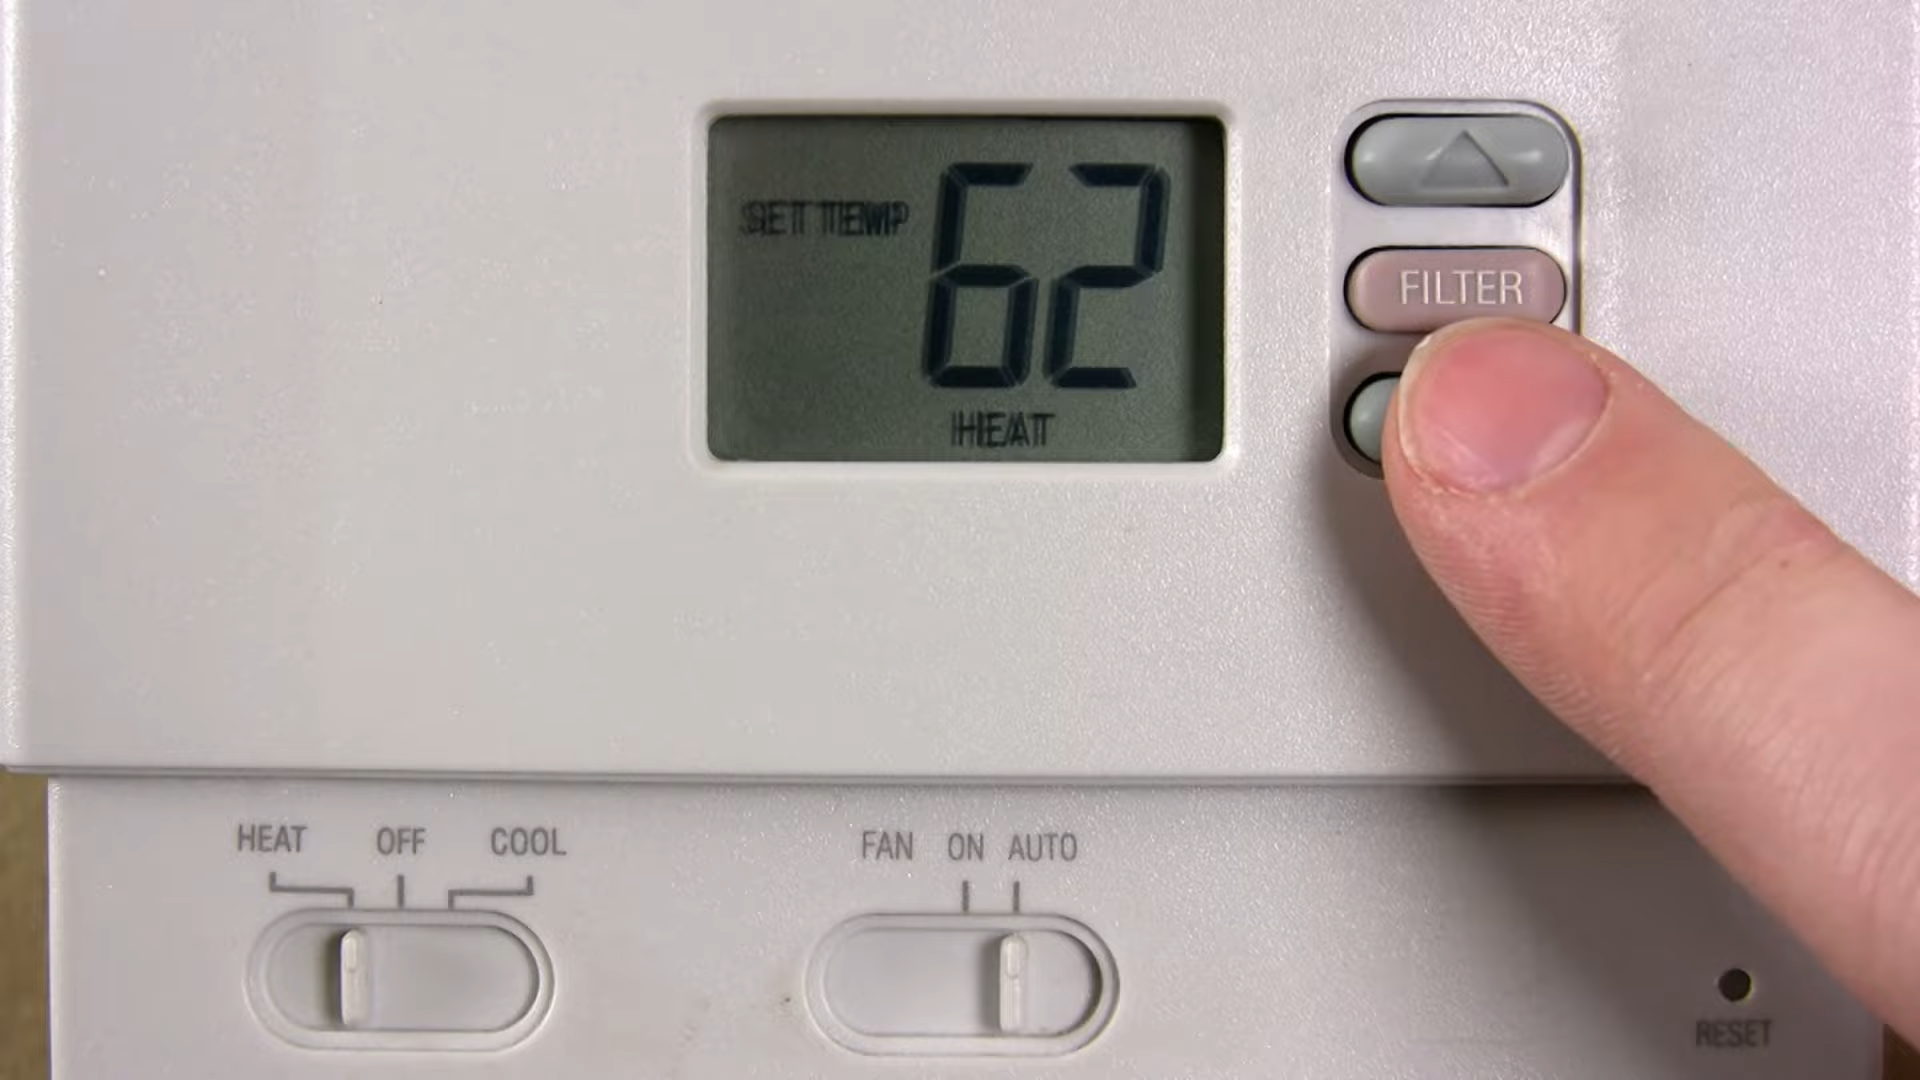 SET TEMP 62
HEAT
FILTER
HEAT OFF COOL
FAN ON AUTO
RESET